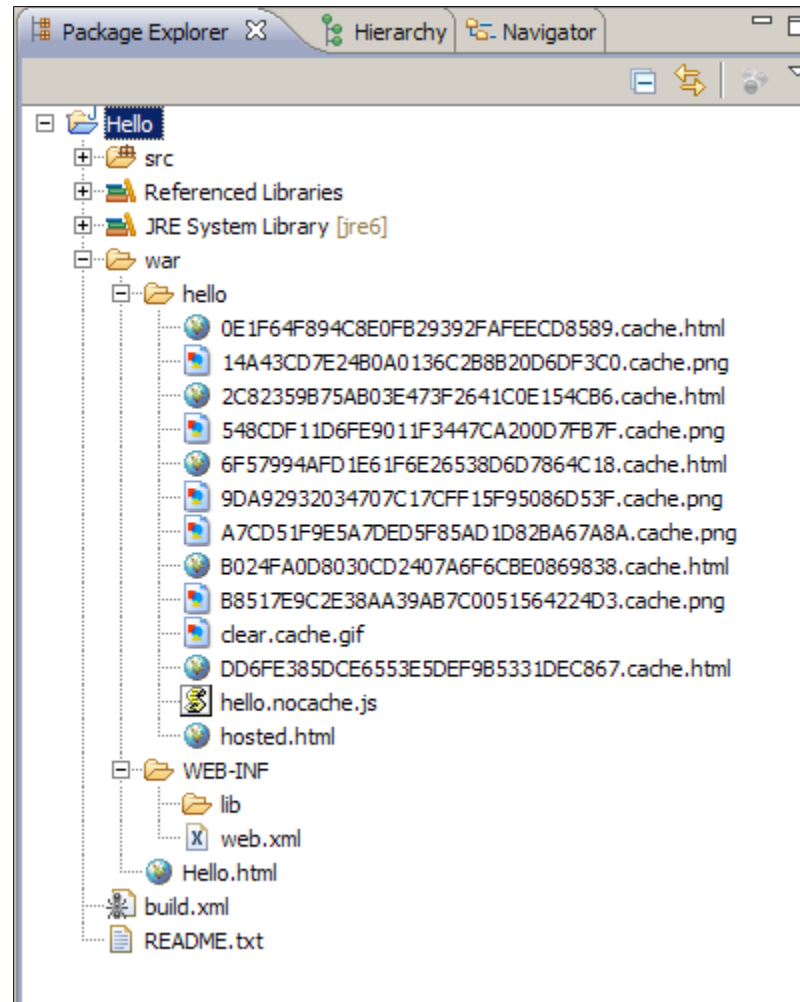 Package Explorer Hierarchy Navigator
Hello
src
Referenced Libraries
JRE System Library [jre6]
war
hello
0E1F64F894C8E0FB29392FAFEECD8589.cache.html
14A43CD7E24B0A0136C2B8B20D6DF3C0.cache.png
2C82359B75AB03E473F2641C0E154CB6.cache.html
548CDF11D6FE9011F3447CA200D7FB7F.cache.png
6F57994AFD1E61F6E26538D6D7864C18.cache.html
9DA92932034707C17CFF15F95086D53F.cache.png
A7CD51F9E5A7DED5F85AD1D82BA67A8A.cache.png
B024FA0D8030CD2407A6F6CBE0869838.cache.html
B8517E9C2E38AA39AB7C0051564224D3.cache.png
clear.cache.gif
DD6FE385DCE6553E5DEF9B5331DEC867.cache.html
hello.nocache.js
hosted.html
WEB-INF
lib
web.xml
Hello.html
build.xml
README.txt